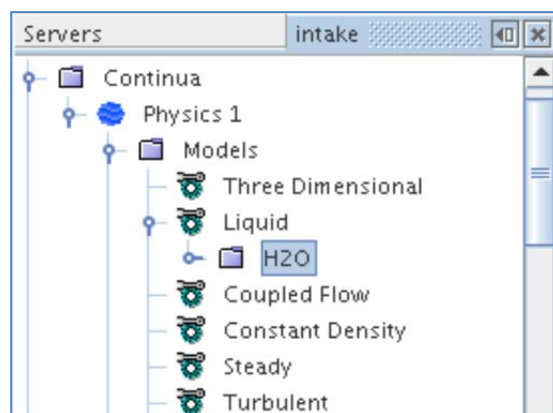 Servers intake
Continua
Physics 1
Models
Three Dimensional
Liquid
H2O
Coupled Flow
Constant Density
Steady
Turbulent